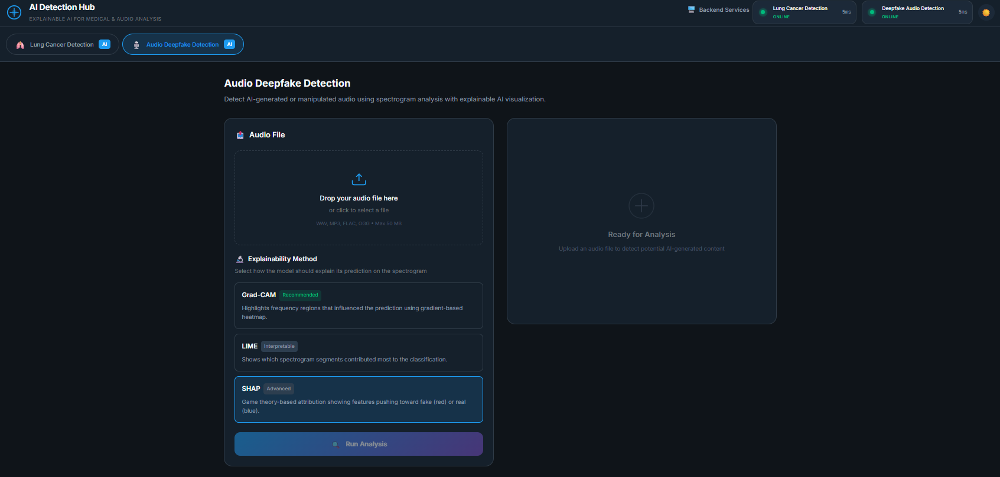 AI Detection Hub
EXPLAINABLE AI FOR MEDICAL & AUDIO ANALYSIS
Backend Services
Lung Cancer Detection
ONLINE
5ms
Deepfake Audio Detection
ONLINE
5ms
Lung Cancer Detection AI
Audio Deepfake Detection AI
Audio Deepfake Detection
Detect AI-generated or manipulated audio using spectrogram analysis with explainable AI visualization.
Audio File
Drop your audio file here
or click to select a file
WAV, MP3, FLAC, OGG • Max 50 MB
Explainability Method
Select how the model should explain its prediction on the spectrogram
Grad-CAM Recommended
Highlights frequency regions that influenced the prediction using gradient-based
heatmap.
LIME Interpretable
Shows which spectrogram segments contributed most to the classification.
SHAP Advanced
Game theory-based attribution showing features pushing toward fake (red) or real
(blue).
Run Analysis
Ready for Analysis
Upload an audio file to detect potential AI-generated content